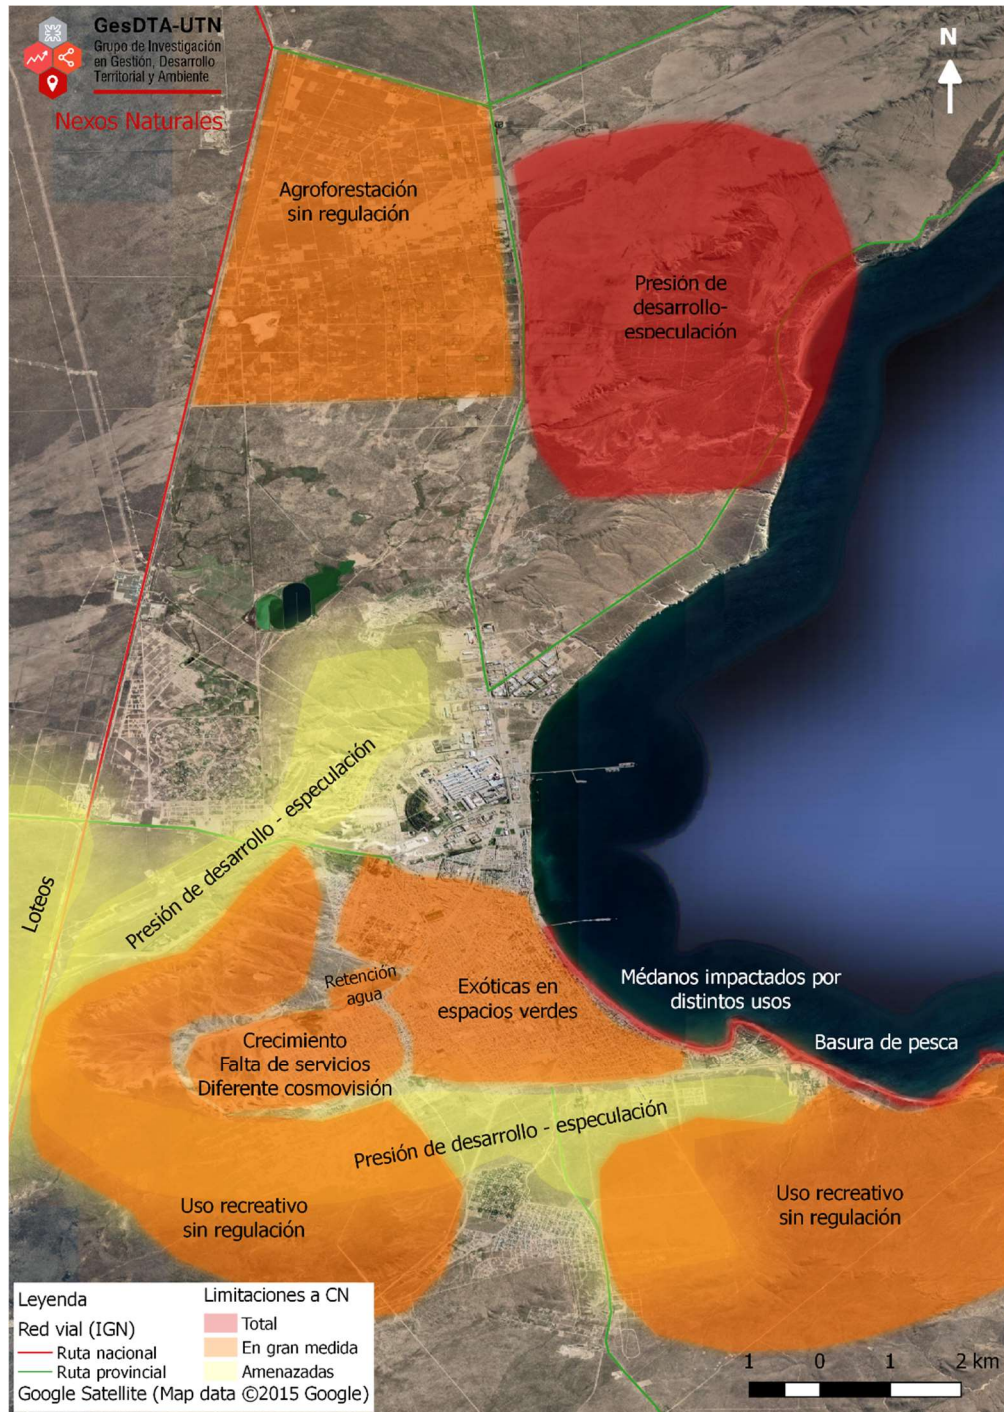 GesDTA-UTN
Grupo de Investigación
en Gestión, Desarrollo
Territorial y Ambiente
Nexos Naturales
N
Agroforestación
sin regulación
Presión de
desarrollo-
especulación
Presión de desarrollo - especulación
Loteos
Retención
agua
Exóticas en
espacios verdes
Médanos impactados por
distintos usos
Basura de pesca
Crecimiento
Falta de servicios
Diferente cosmovisión
Presión de desarrollo - especulación
Uso recreativo
sin regulación
Uso recreativo
sin regulación
Leyenda
Red vial (IGN)
Ruta nacional
Ruta provincial
Limitaciones a CN
Total
En gran medida
Amenazadas
Google Satellite (Map data ©2015 Google)
1 0 1 2 km